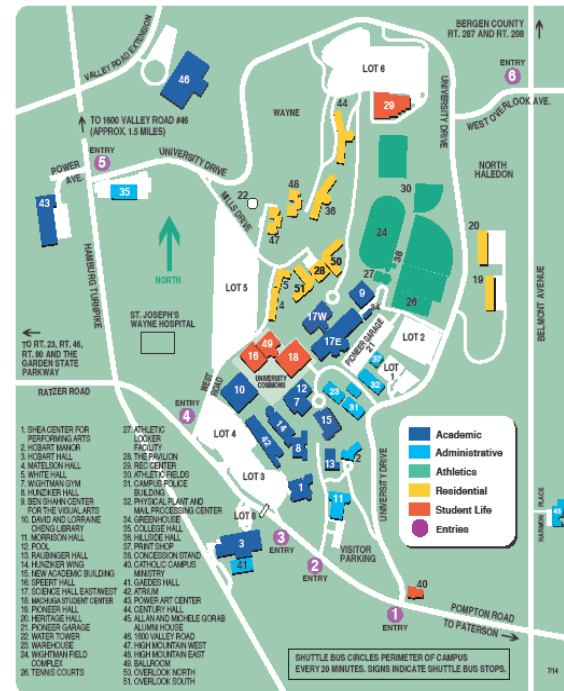 BERGEN COUNTY
RT. 287 AND RT. 208
ENTRY
6
WEST OVERLOOK AVE.
VALLEY ROAD EXTENSION
46
LOT 6
29
44
UNIVERSITY DRIVE
TO 1600 VALLEY ROAD #46
(APPROX. 1.5 MILES)
WAYNE
ENTRY
5
POWER
AVE.
UNIVERSITY DRIVE
NORTH
HALEDON
35
43
MILLS DRIVE
22
48
36
47
30
24
38
20
19
HAMBURG TURNPIKE
NORTH
LOT 5
50
28
51
5
4
27
26
9
34
17W
17E
BELMONT AVENUE
ST. JOSEPH'S
WAYNE HOSPITAL
TO RT. 23, RT. 46,
RT. 80 AND THE
GARDEN STATE
PARKWAY
PIONEER GARAGE
21
LOT 2
LOT
1
37
32
49
16
18
UNIVERSITY
COMMONS
RATZER ROAD
WEST
ROAD
ENTRY
4
10
12
7
23
31
15
14
42
8
13
2
LOT 4
LOT 3
LOT 8
1
11
3
41
3
ENTRY
2
ENTRY
VISITOR
PARKING
UNIVERSITY DRIVE
40
1
ENTRY
POMPTON ROAD
TO PATERSON
HARMON PLACE
45
Academic
Administrative
Athletics
Residential
Student Life
Entries
1. SHEA CENTER FOR
PERFORMING ARTS
2. HOBART MANOR
3. HOBART HALL
4. MATELSON HALL
5. WHITE HALL
7. WIGHTMAN GYM
8. HUNZIKER HALL
9. BEN SHAHN CENTER
FOR THE VISUAL ARTS
10. DAVID AND LORRAINE
CHENG LIBRARY
11. MORRISON HALL
12. POOL
13. RAUBINGER HALL
14. HUNZIKER WING
15. NEW ACADEMIC BUILDING
16. SPEERT HALL
17. SCIENCE HALL EAST/WEST
18. MACHUGA STUDENT CENTER
19. PIONEER HALL
20. HERITAGE HALL
21. PIONEER GARAGE
22. WATER TOWER
23. WAREHOUSE
24. WIGHTMAN FIELD
COMPLEX
26. TENNIS COURTS
27. ATHLETIC
LOCKER
FACILITY
28. THE PAVILION
29. REC CENTER
30. ATHLETIC FIELDS
31. CAMPUS POLICE
BUILDING
32. PHYSICAL PLANT AND
MAIL PROCESSING CENTER
34. GREENHOUSE
35. COLLEGE HALL
36. HILLSIDE HALL
37. PRINT SHOP
38. CONCESSION STAND
40. CATHOLIC CAMPUS
MINISTRY
41. GAEDES HALL
42. ATRIUM
43. POWER ART CENTER
44. CENTURY HALL
45. ALLAN AND MICHELE GORAB
ALUMNI HOUSE
46. 1600 VALLEY ROAD
47. HIGH MOUNTAIN WEST
48. HIGH MOUNTAIN EAST
49. BALLROOM
50. OVERLOOK NORTH
51. OVERLOOK SOUTH
SHUTTLE BUS CIRCLES PERIMETER OF CAMPUS
EVERY 20 MINUTES. SIGNS INDICATE SHUTTLE BUS STOPS.
7/14